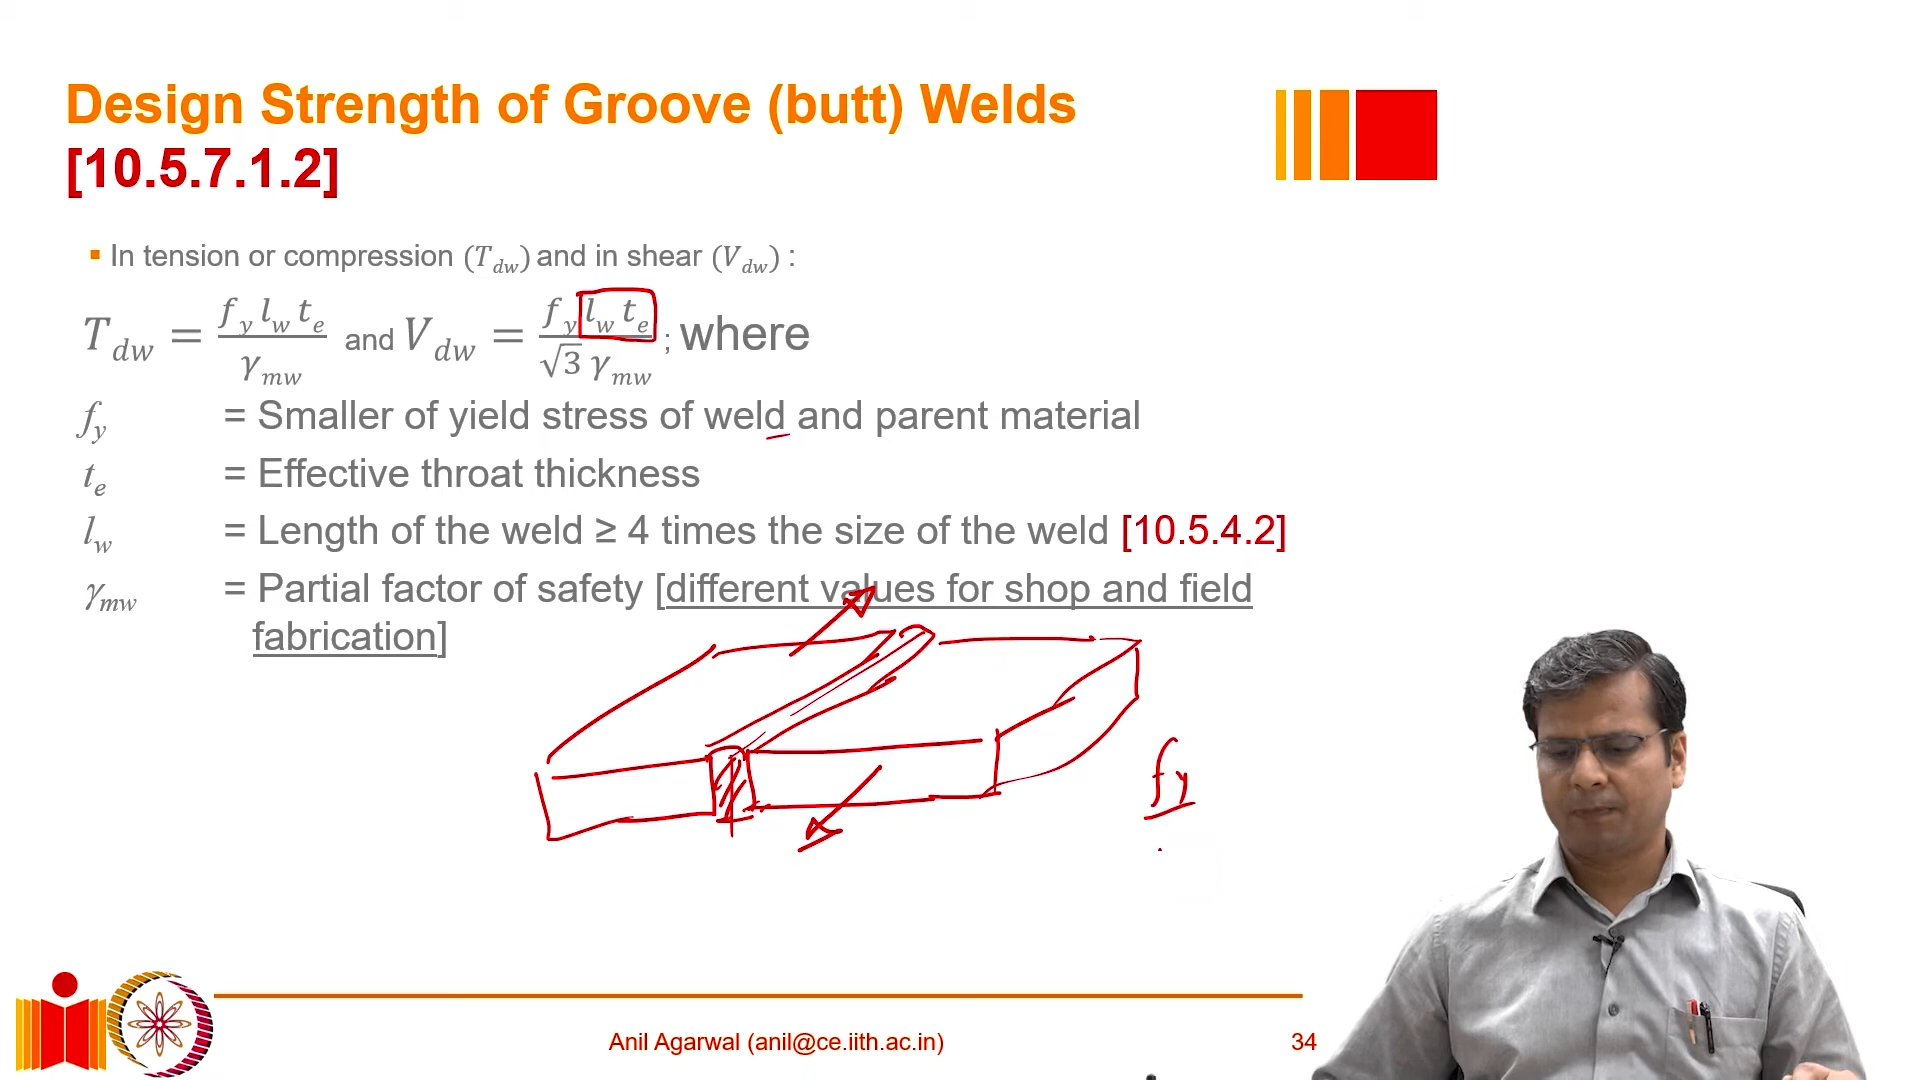 Design Strength of Groove (butt) Welds
[10.5.7.1.2]
▪ In tension or compression (T_dw) and in shear (V_dw) :
T_dw = f_y l_w t_e / γ_mw and V_dw = f_y l_w t_e / √3 γ_mw ; where
f_y = Smaller of yield stress of weld and parent material
t_e = Effective throat thickness
l_w = Length of the weld ≥ 4 times the size of the weld [10.5.4.2]
γ_mw = Partial factor of safety [different values for shop and field
fabrication]
f_y
Anil Agarwal (anil@ce.iith.ac.in)
34